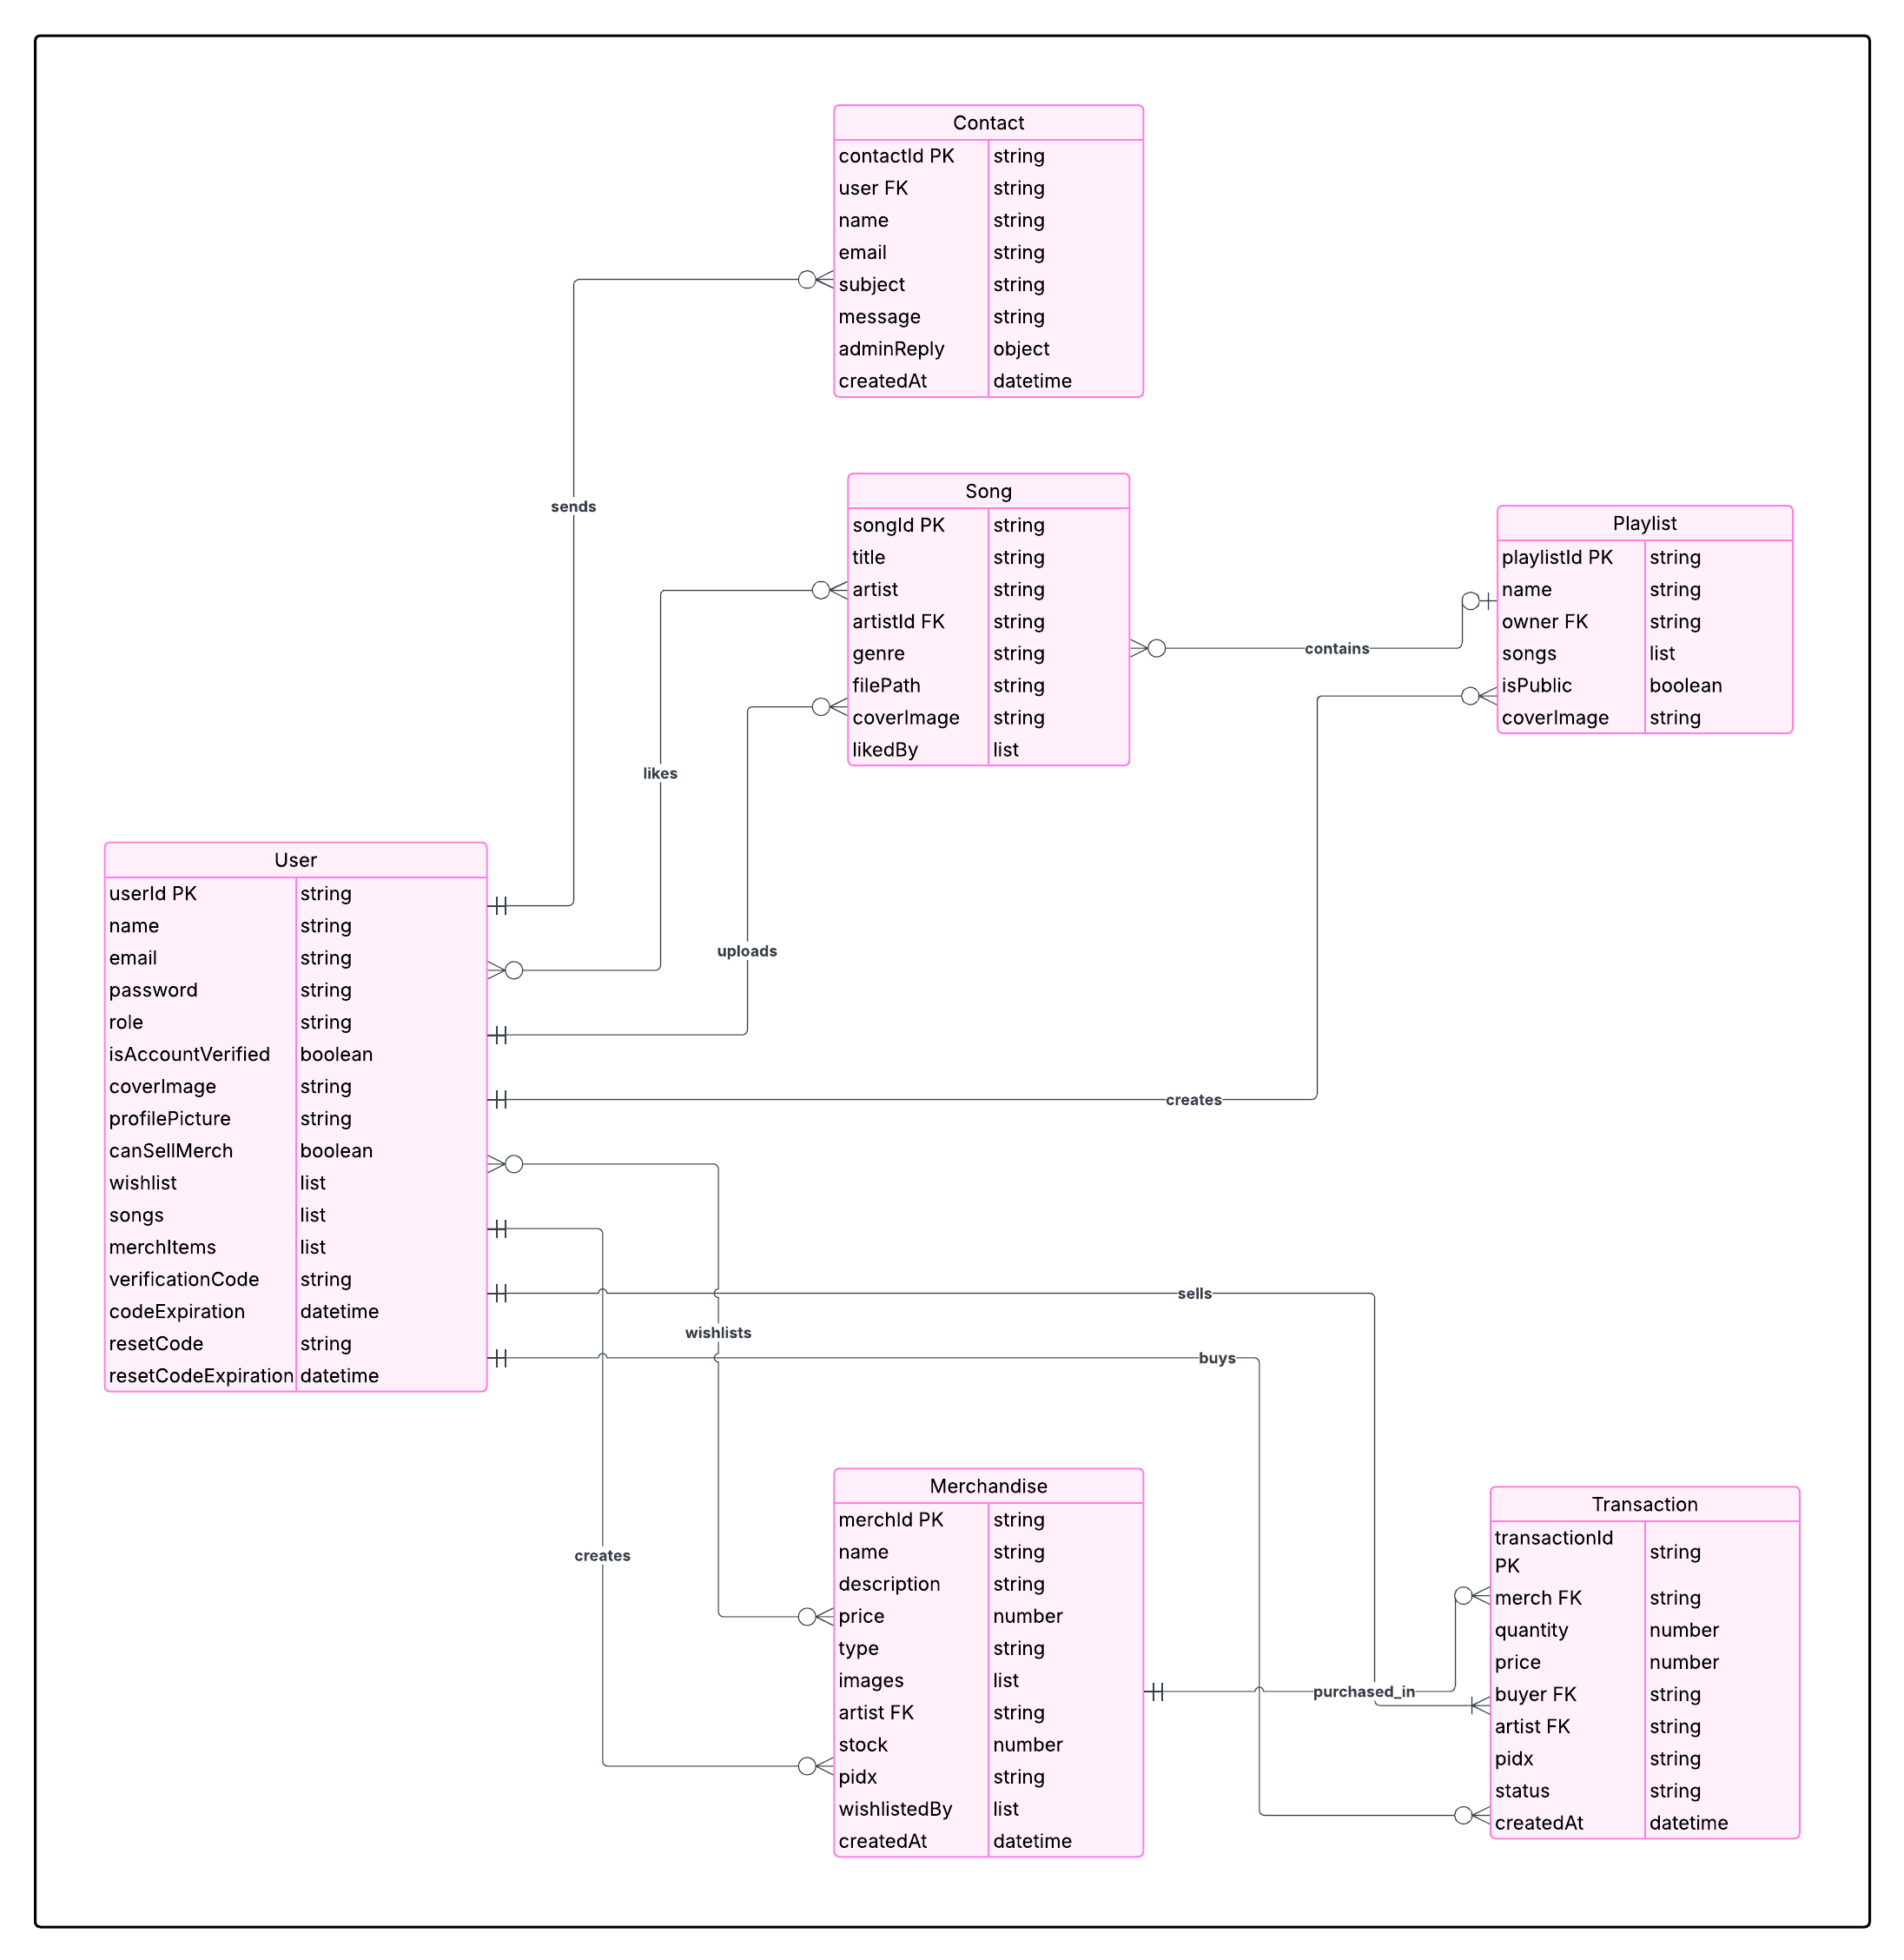 Contact
contactId PK string
user FK string
name string
email string
subject string
message string
adminReply object
createdAt datetime
sends
Song
songId PK string
title string
artist string
artistId FK string
genre string
filePath string
coverImage string
likedBy list
Playlist
playlistId PK string
name string
owner FK string
songs list
isPublic boolean
coverImage string
contains
likes
uploads
User
userId PK string
name string
email string
password string
role string
isAccountVerified boolean
coverImage string
profilePicture string
canSellMerch boolean
wishlist list
songs list
merchItems list
verificationCode string
codeExpiration datetime
resetCode string
resetCodeExpiration datetime
creates
sells
wishlists
buys
creates
Merchandise
merchId PK string
name string
description string
price number
type string
images list
artist FK string
stock number
pidx string
wishlistedBy list
createdAt datetime
purchased_in
Transaction
transactionId
PK string
merch FK string
quantity number
price number
buyer FK string
artist FK string
pidx string
status string
createdAt datetime